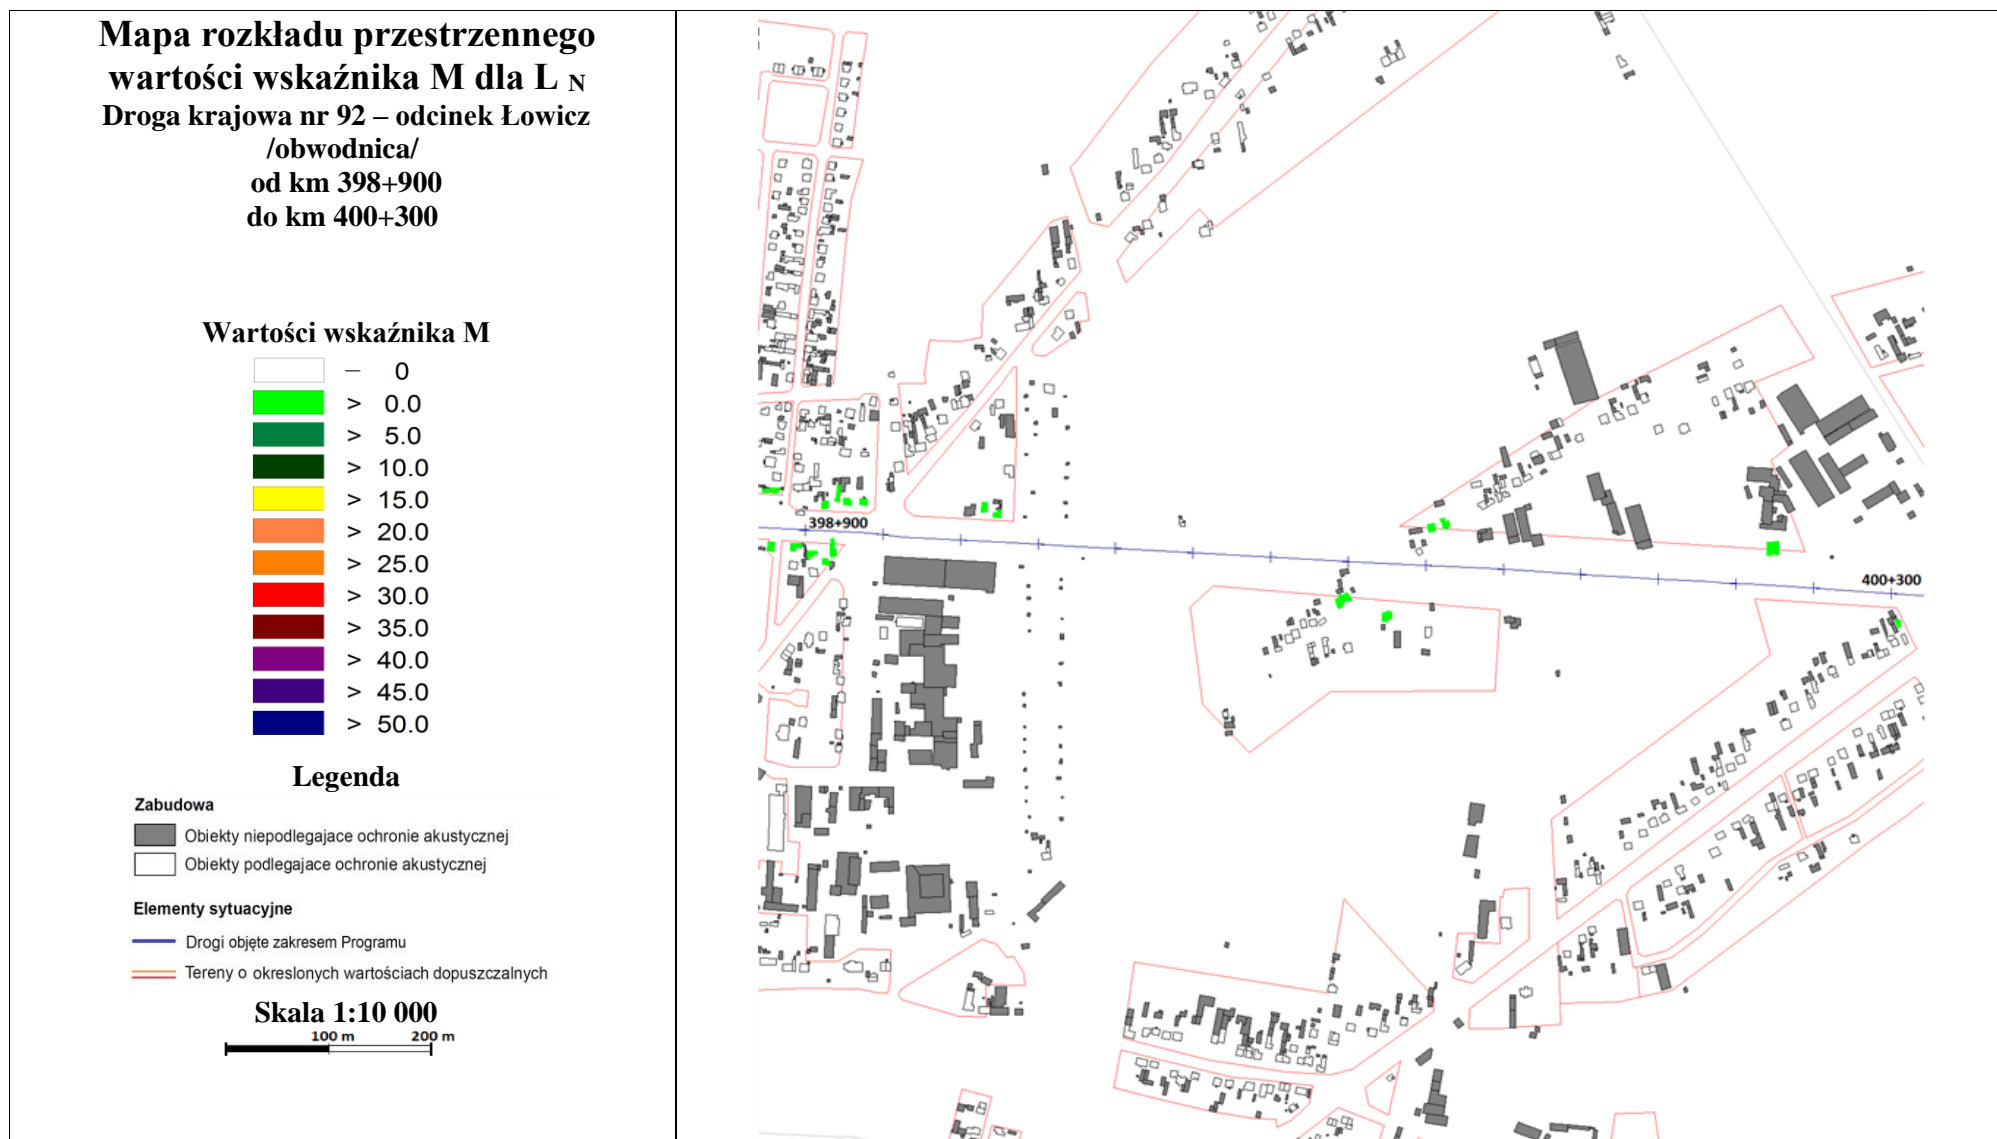 Mapa rozkładu przestrzennego
wartości wskaźnika M dla L N
Droga krajowa nr 92 – odcinek Łowicz
/obwodnica/
od km 398+900
do km 400+300
Wartości wskaźnika M
– 0
> 0.0
> 5.0
> 10.0
> 15.0
> 20.0
> 25.0
> 30.0
> 35.0
> 40.0
> 45.0
> 50.0
Legenda
Zabudowa
Obiekty niepodlegajace ochronie akustycznej
Obiekty podlegajace ochronie akustycznej
Elementy sytuacyjne
Drogi objęte zakresem Programu
Tereny o okreslonych wartościach dopuszczalnych
Skala 1:10 000
100 m 200 m
398+900
400+300